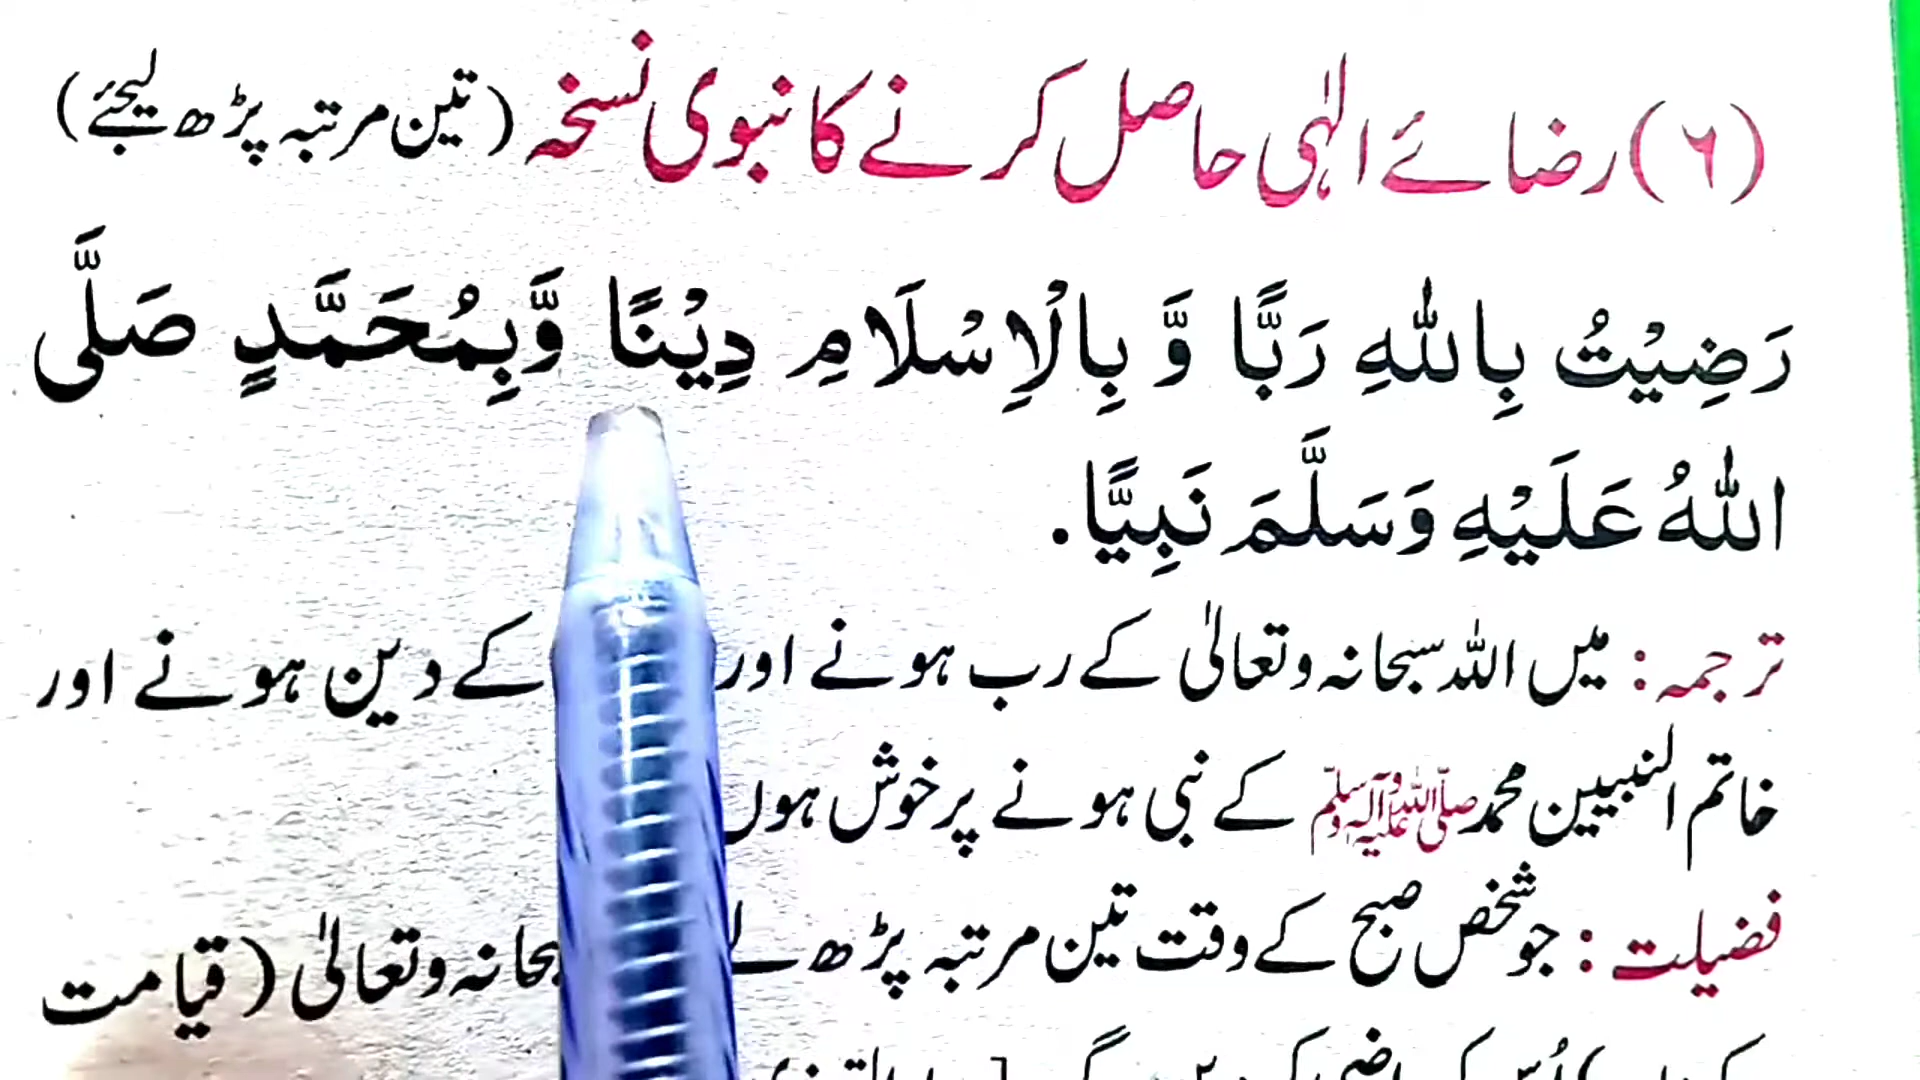 (٦) رضائے الٰہی حاصل کرنے کا نبوی نسخہ (تین مرتبہ پڑھ لیجئے)
رَضِيْتُ بِاللّٰهِ رَبًّا وَّ بِالْاِسْلَامِ دِيْنًا وَّبِمُحَمَّدٍ صَلَّى
اللّٰهُ عَلَيْهِ وَسَلَّمَ نَبِيًّا.
ترجمہ: میں اللہ سبحانہ وتعالیٰ کے رب ہونے اور کے دین ہونے اور
خاتم النبیین محمد صلی اللہ علیہ وآلہ وسلم کے نبی ہونے پر خوش ہوں
فضیلت: جو شخص صبح کے وقت تین مرتبہ پڑھ وتعالیٰ (قیامت